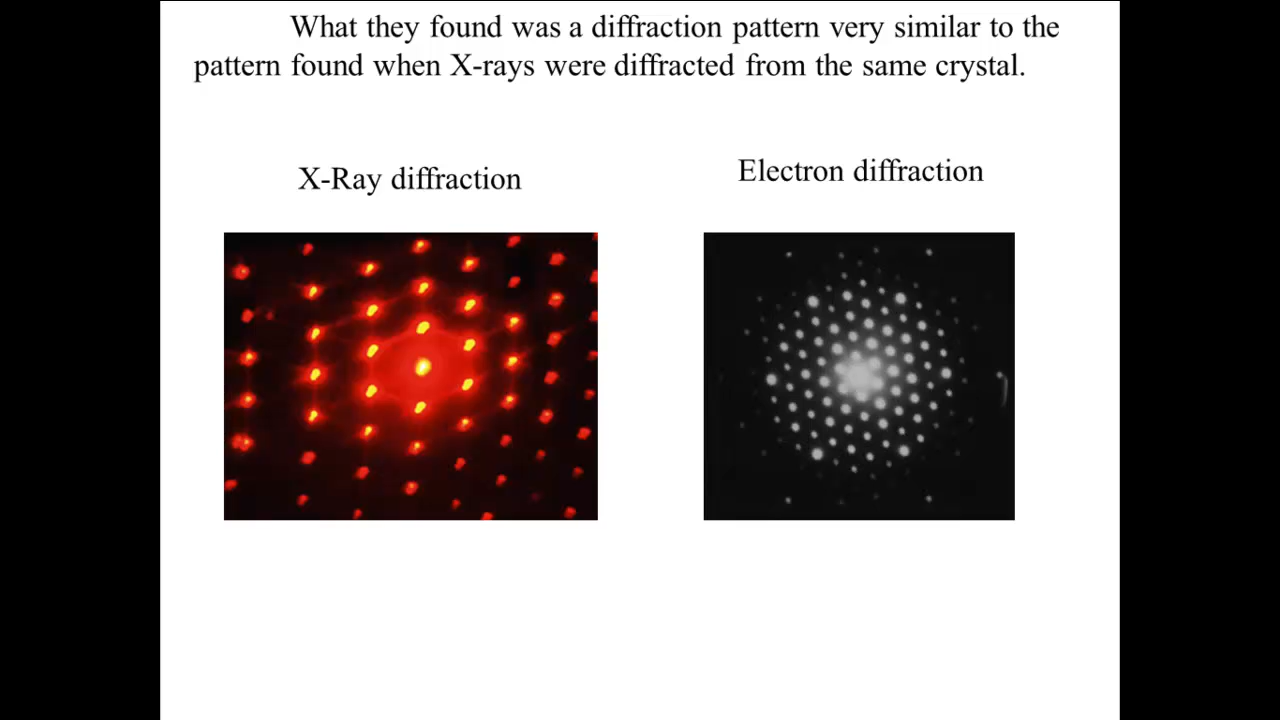 What they found was a diffraction pattern very similar to the
pattern found when X-rays were diffracted from the same crystal.
X-Ray diffraction
Electron diffraction